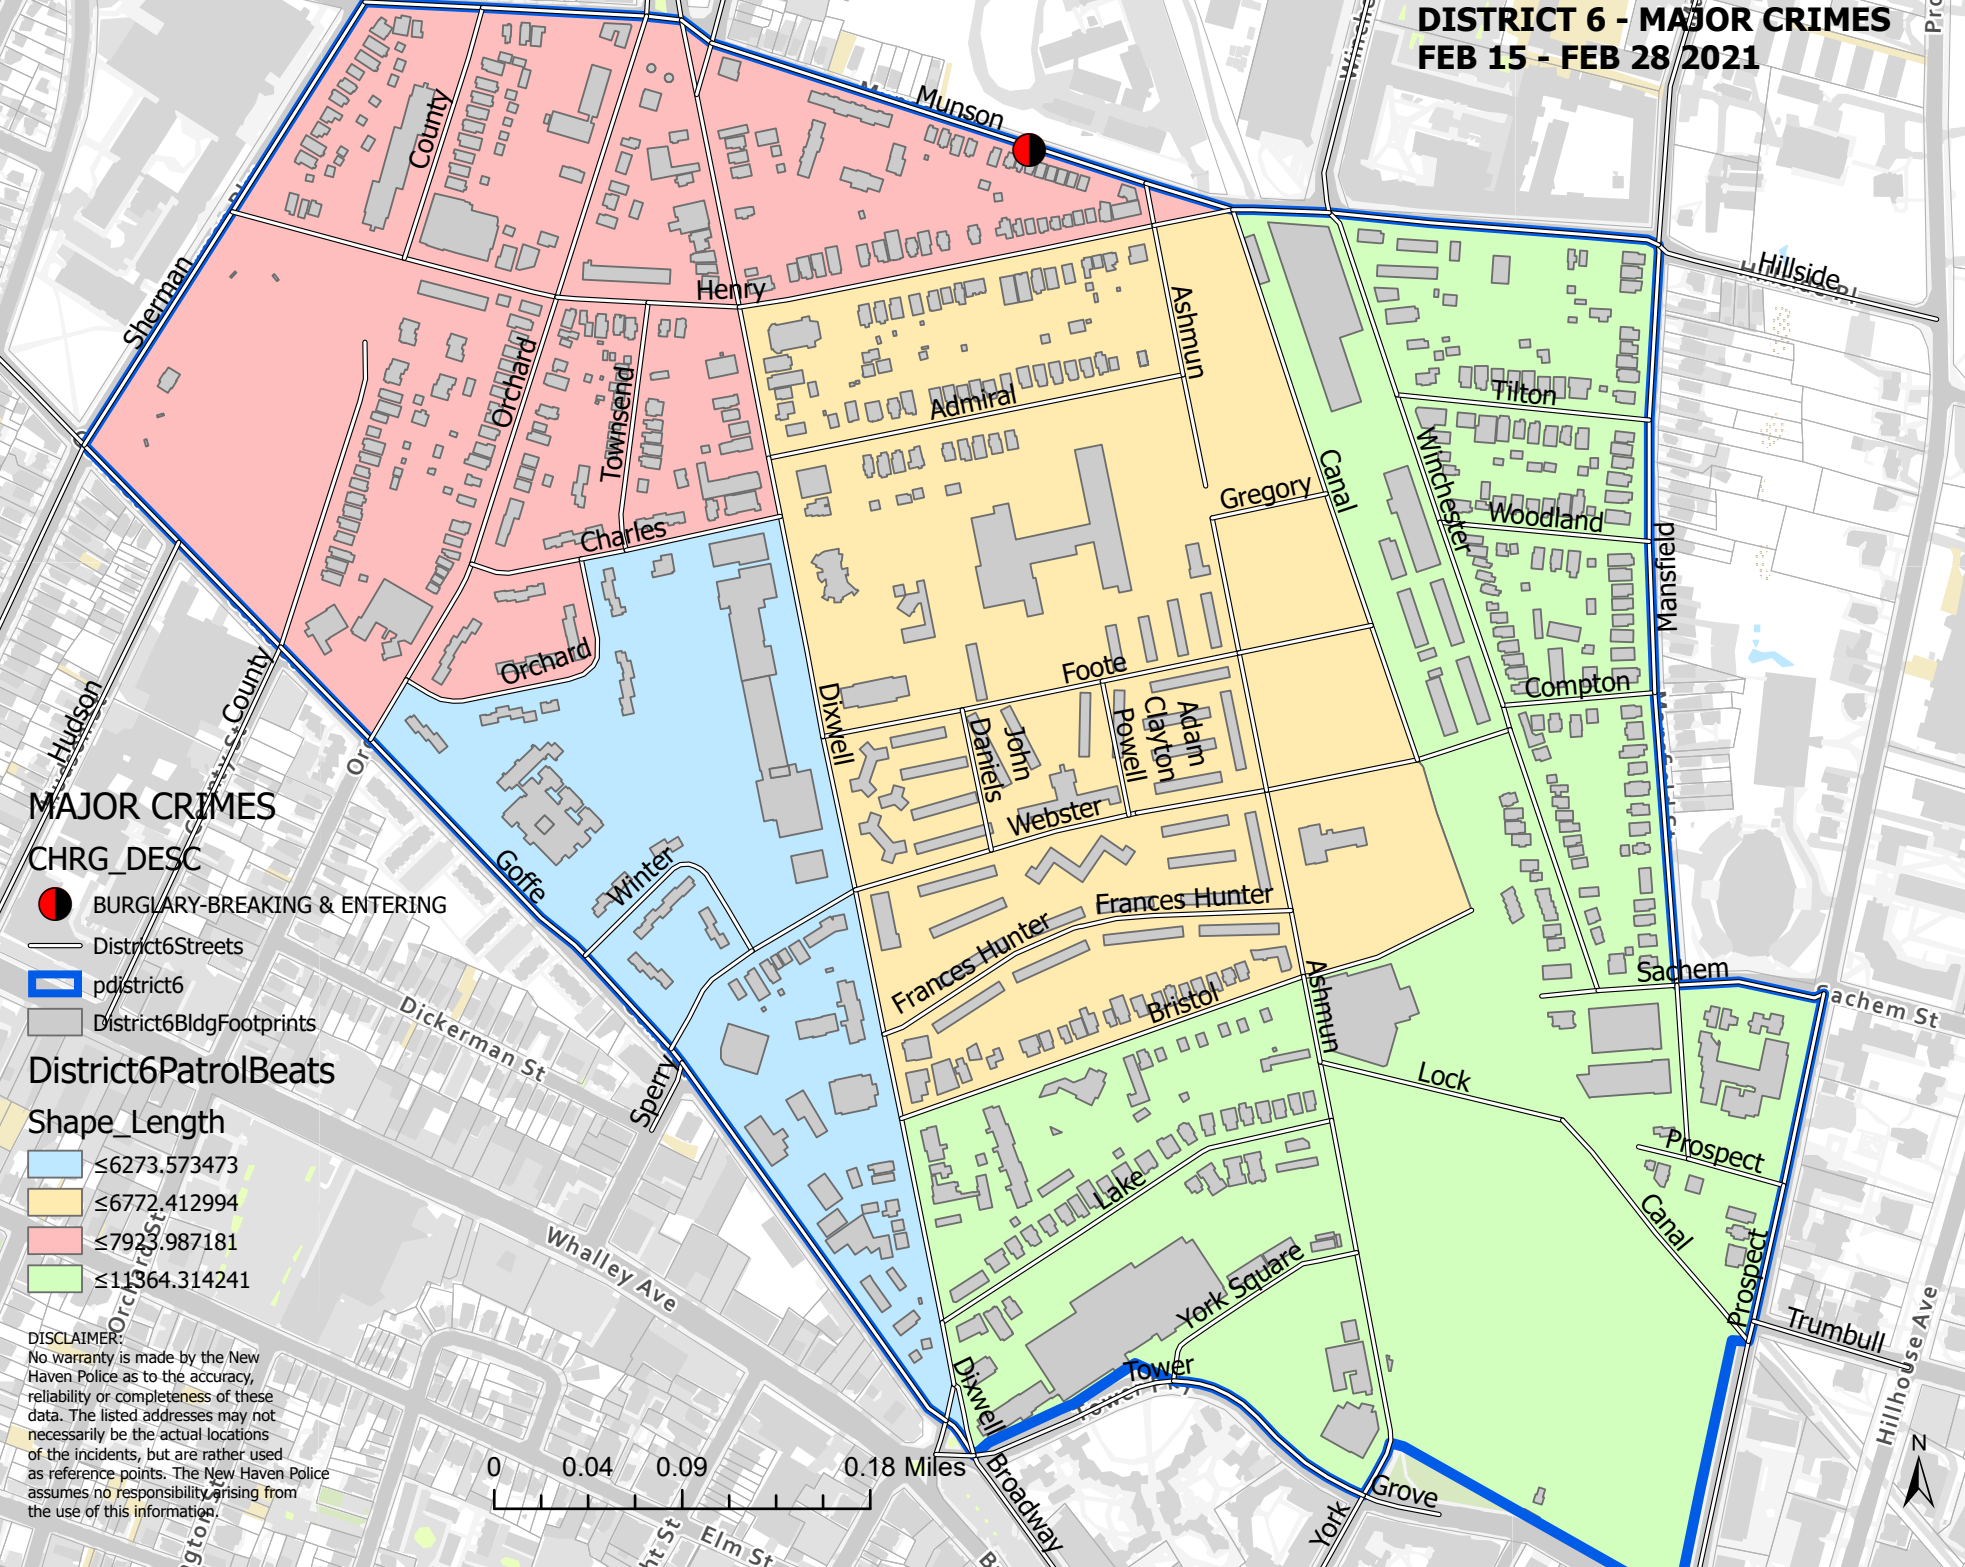 DISTRICT 6 - MAJOR CRIMES
FEB 15 - FEB 28 2021
Munson
County
Sherman
Henry
Hillside
Ashmun
Orchard
Townsend
Admiral
Tilton
Canal
Winchester
Gregory
Woodland
Mansfield
Charles
Orchard
Foote
Compton
Hudson
County
County St
Dixwell
Daniels
John
Powell
Clayton
Adam
Webster
Goffe
Winter
Frances Hunter
Frances Hunter
Bristol
Ashmun
Sachem
Sachem St
Dickerman St
Sperry
Lock
Prospect
Lake
Canal
Prospect
York Square
Whalley Ave
Orchard St
Trumbull
Hillhouse Ave
Tower
Dixwell
Broadway
Grove
York
Elm St
MAJOR CRIMES
CHRG_DESC
BURGLARY-BREAKING & ENTERING
District6Streets
pdistrict6
District6BldgFootprints
District6PatrolBeats
Shape_Length
≤6273.573473
≤6772.412994
≤7923.987181
≤11364.314241
DISCLAIMER:
No warranty is made by the New
Haven Police as to the accuracy,
reliability or completeness of these
data. The listed addresses may not
necessarily be the actual locations
of the incidents, but are rather used
as reference points. The New Haven Police
assumes no responsibility arising from
the use of this information.
0 0.04 0.09 0.18 Miles
N